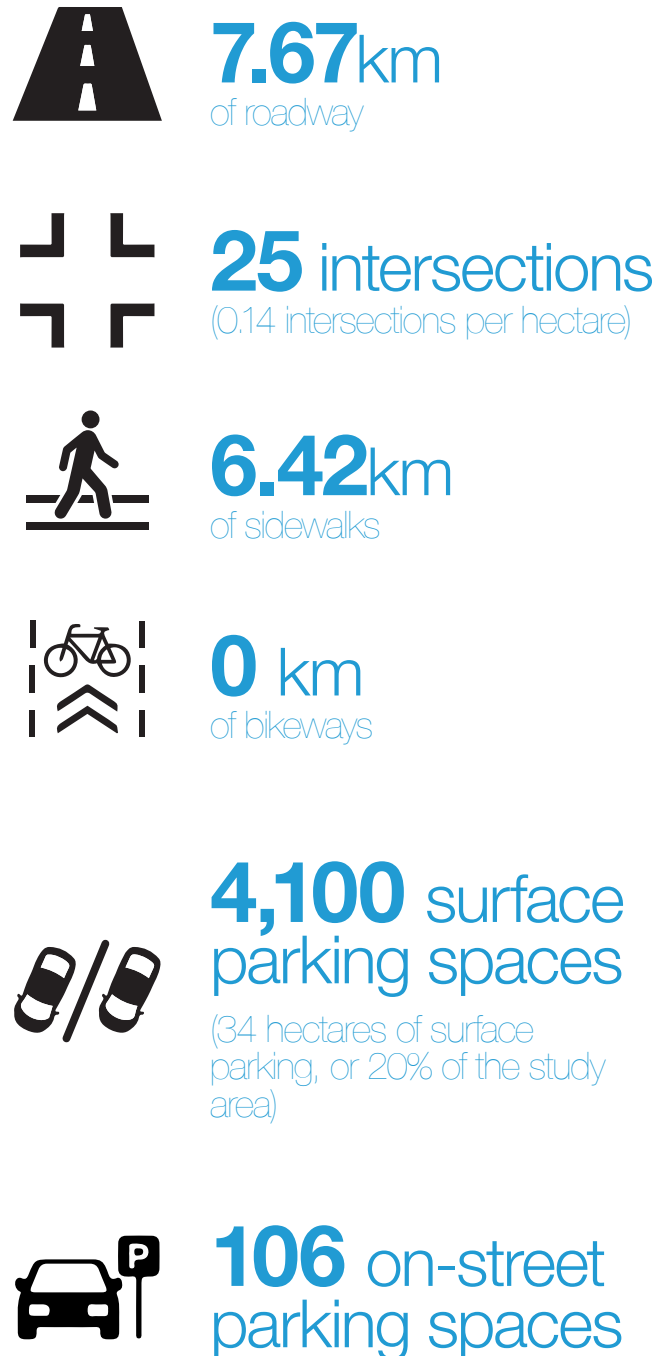 7.67km
of roadway
25 intersections
(0.14 intersections per hectare)
6.42km
of sidewalks
0 km
of bikeways
4,100 surface
parking spaces
(34 hectares of surface
parking, or 20% of the study
area)
P
106 on-street
parking spaces